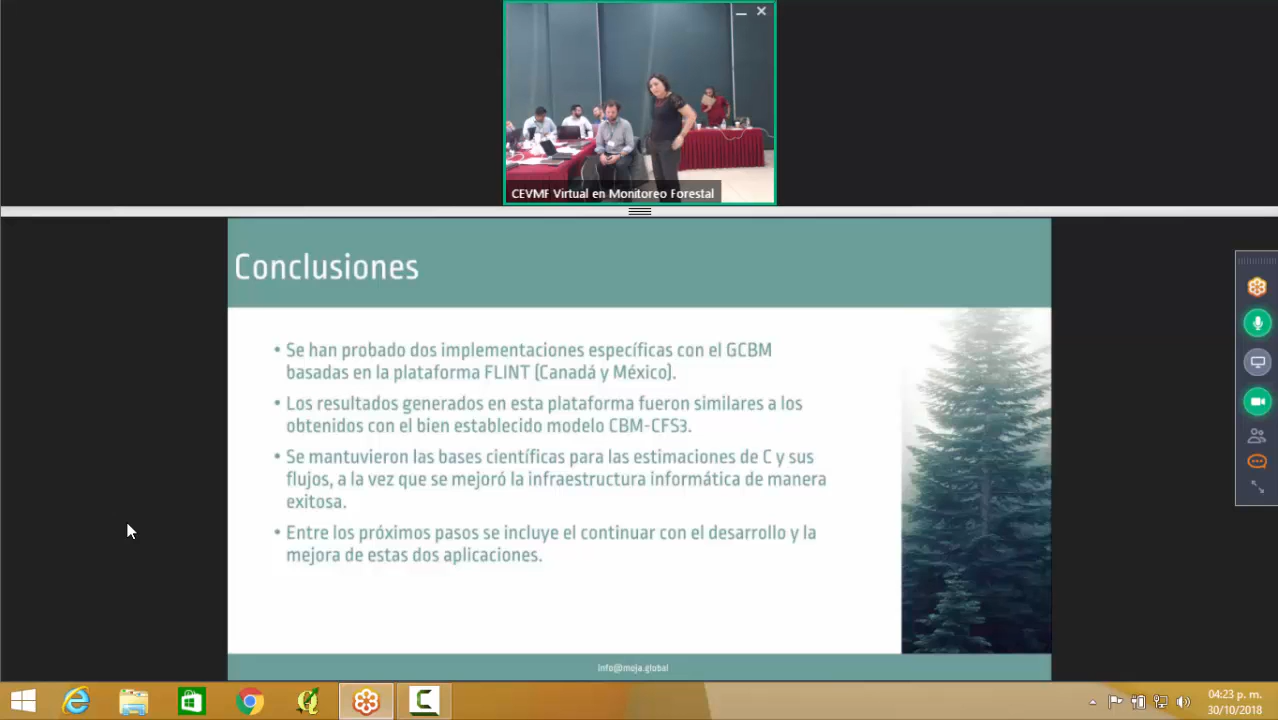 CEVMF Virtual en Monitoreo Forestal
Conclusiones
• Se han probado dos implementaciones específicas con el GCBM
basadas en la plataforma FLINT (Canadá y México).
• Los resultados generados en esta plataforma fueron similares a los
obtenidos con el bien establecido modelo CBM-CFS3.
• Se mantuvieron las bases científicas para las estimaciones de C y sus
flujos, a la vez que se mejoró la infraestructura informática de manera
exitosa.
• Entre los próximos pasos se incluye el continuar con el desarrollo y la
mejora de estas dos aplicaciones.
info@moja.global
04:23 p. m.
30/10/2018